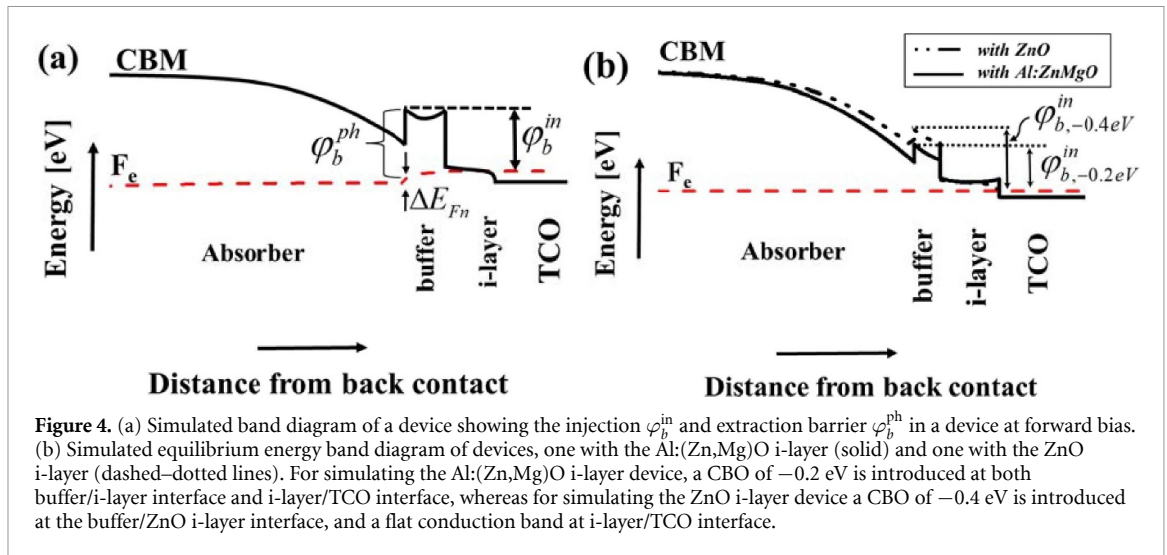 (a)
CBM
φ_b^{ph}
φ_b^{in}
F_e
ΔE_{Fn}
Energy [eV]
Absorber
buffer
i-layer
TCO
Distance from back contact
(b)
CBM
with ZnO
with Al:ZnMgO
φ_{b,-0.4eV}^{in}
φ_{b,-0.2eV}^{in}
F_e
Energy [eV]
Absorber
buffer
i-layer
TCO
Distance from back contact
Figure 4. (a) Simulated band diagram of a device showing the injection φ_b^{in} and extraction barrier φ_b^{ph} in a device at forward bias.
(b) Simulated equilibrium energy band diagram of devices, one with the Al:(Zn,Mg)O i-layer (solid) and one with the ZnO
i-layer (dashed–dotted lines). For simulating the Al:(Zn,Mg)O i-layer device, a CBO of −0.2 eV is introduced at both
buffer/i-layer interface and i-layer/TCO interface, whereas for simulating the ZnO i-layer device a CBO of −0.4 eV is introduced
at the buffer/ZnO i-layer interface, and a flat conduction band at i-layer/TCO interface.